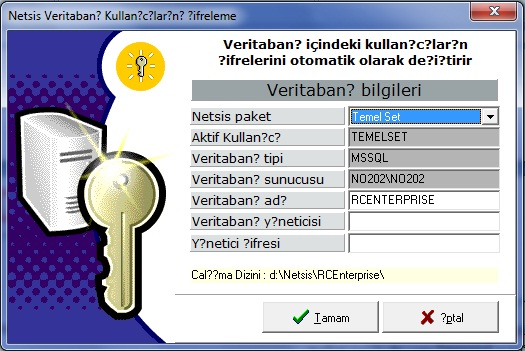 Netsis Veritaban? Kullan?c?lar?n? ?ifreleme
Veritaban? içindeki kullan?c?lar?n
?ifrelerini otomatik olarak de?i?tirir
Veritaban? bilgileri
Netsis paket Temel Set
Aktif Kullan?c? TEMELSET
Veritaban? tipi MSSQL
Veritaban? sunucusu NO202\NO202
Veritaban? ad? RCENTERPRISE
Veritaban? y?neticisi
Y?netici ?ifresi
Cal??ma Dizini : d:\Netsis\RCEnterprise\
Tamam ?ptal